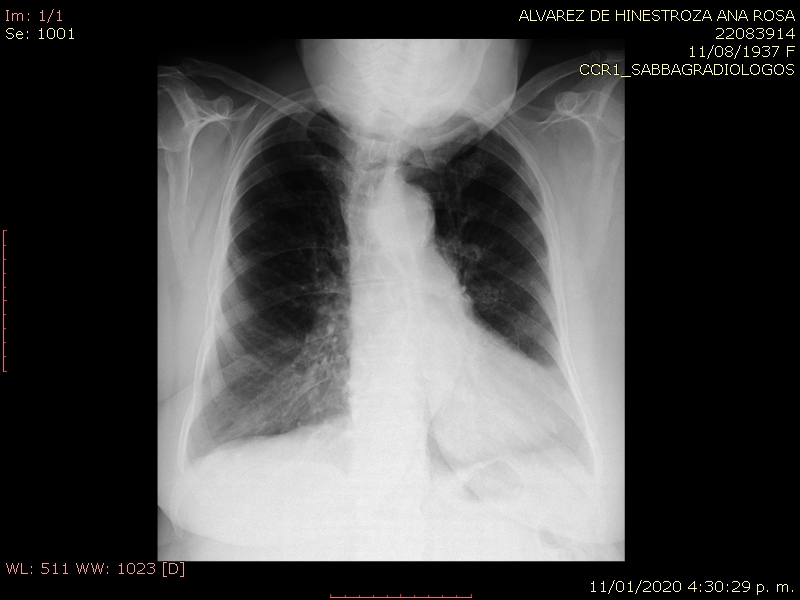 Im: 1/1
Se: 1001
ALVAREZ DE HINESTROZA ANA ROSA
22083914
11/08/1937 F
CCR1_SABBAGRADIOLOGOS
WL: 511 WW: 1023 [D]
11/01/2020 4:30:29 p. m.